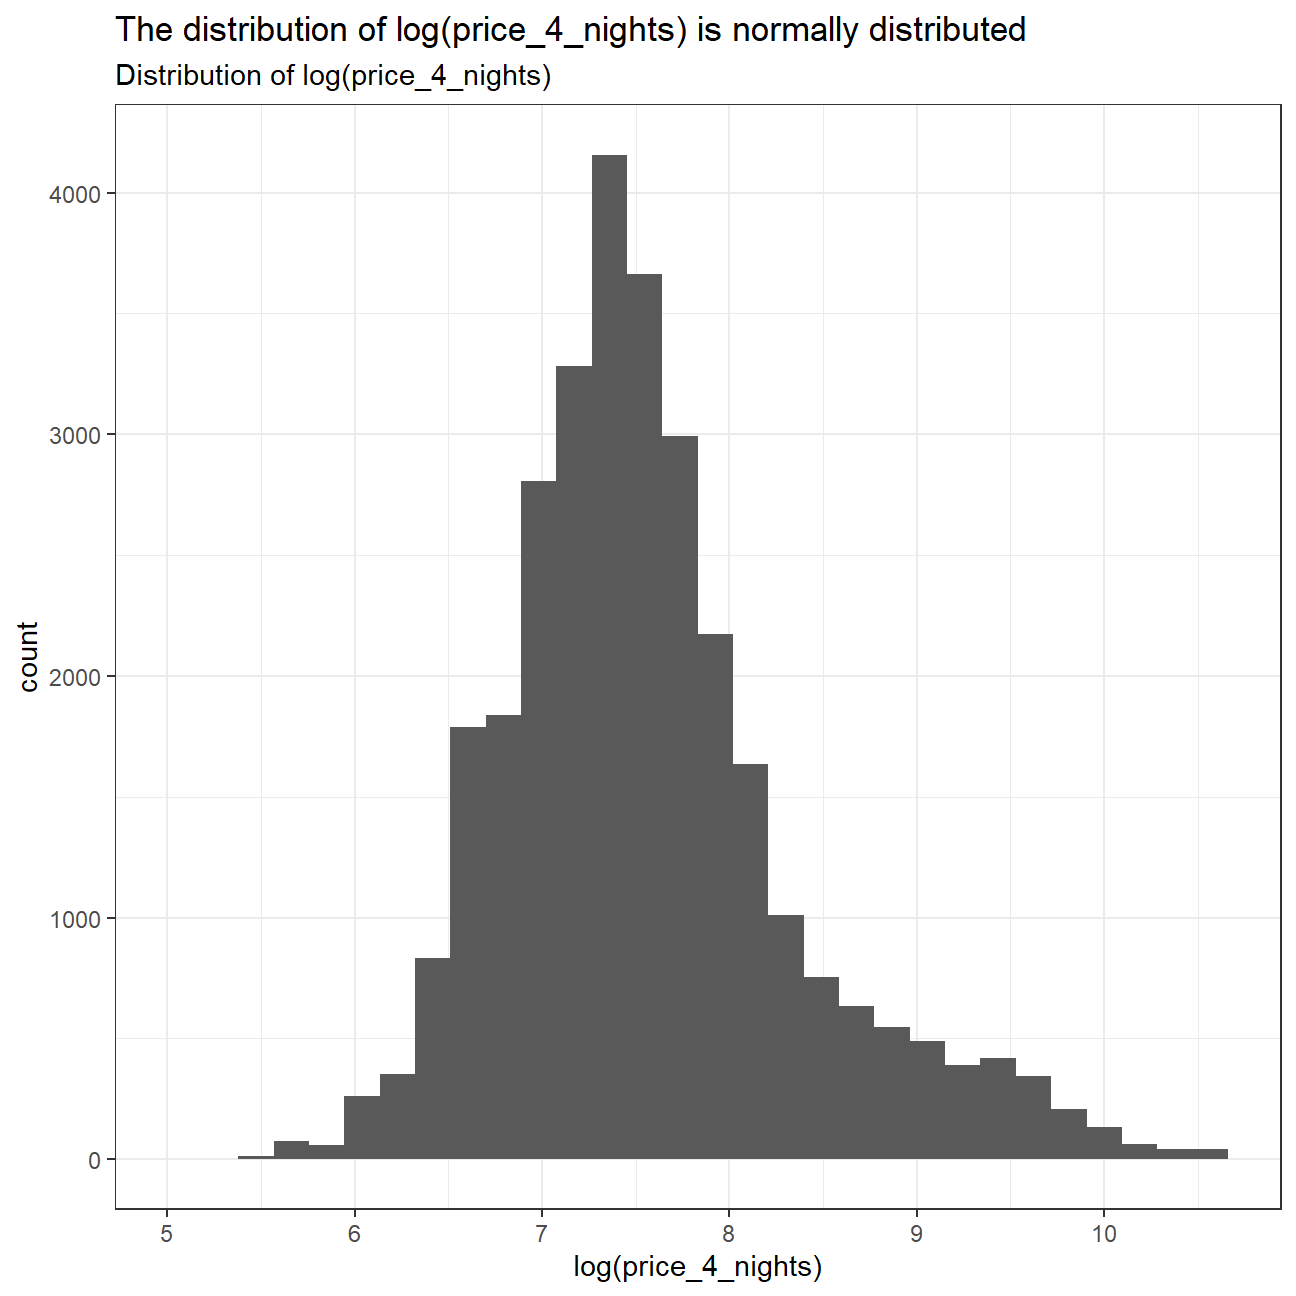 The distribution of log(price_4_nights) is normally distributed
Distribution of log(price_4_nights)
4000
3000
2000
1000
0
count
5 6 7 8 9 10
log(price_4_nights)